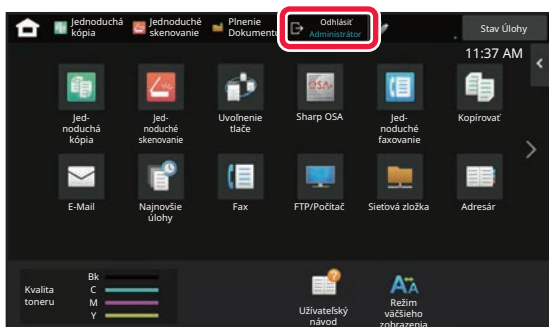 Jednoduchá
kópia
Jednoduché
skenovanie
Plnenie
Dokumentu
Odhlásiť
Administrátor
Stav Úlohy
11:37 AM
Jed-
noduchá
kópia
Jed-
noduché
skenovanie
Uvoľnenie
tlače
OSA
Sharp OSA
Jed-
noduché
faxovanie
Kopírovať
E-Mail
Najnovšie
úlohy
Fax
FTP/Počítač
Sieťová zložka
Adresár
Kvalita
toneru
Bk
C
M
Y
Užívateľský
návod
Režim
väčšieho
zobrazenia